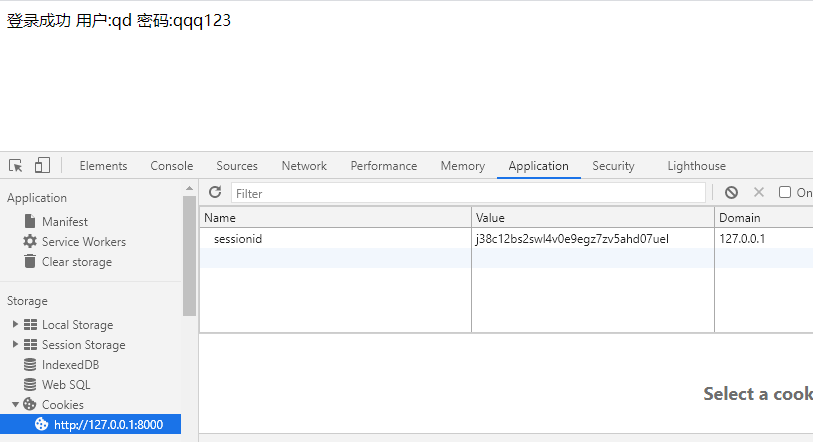 登录成功 用户:qd 密码:qqq123
Elements Console Sources Network Performance Memory Application Security Lighthouse
Application
Manifest
Service Workers
Clear storage
Storage
Local Storage
Session Storage
IndexedDB
Web SQL
Cookies
http://127.0.0.1:8000
Filter
On
Name Value Domain
sessionid j38c12bs2swl4v0e9egz7zv5ahd07uel 127.0.0.1
Select a cook